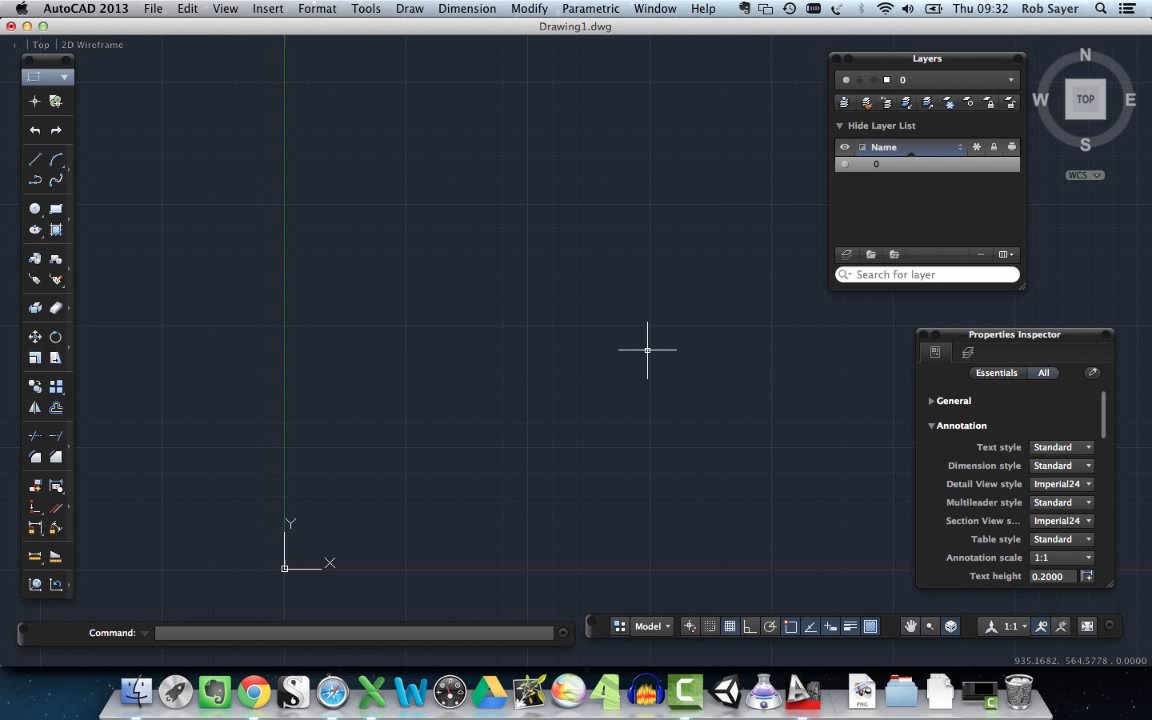 AutoCAD 2013 File Edit View Insert Format Tools Draw Dimension Modify Parametric Window Help Thu 09:32 Rob Sayer
Drawing1.dwg
Top 2D Wireframe
Layers
0
Hide Layer List
Name
0
Search for layer
N
W TOP E
S
WCS
Properties Inspector
Essentials All
General
Annotation
Text style Standard
Dimension style Standard
Detail View style Imperial24
Multileader style Standard
Section View s... Imperial24
Table style Standard
Annotation scale 1:1
Text height 0.2000
Y
X
Command:
Model 1:1
935.1682, 564.5778, 0.0000
PNG